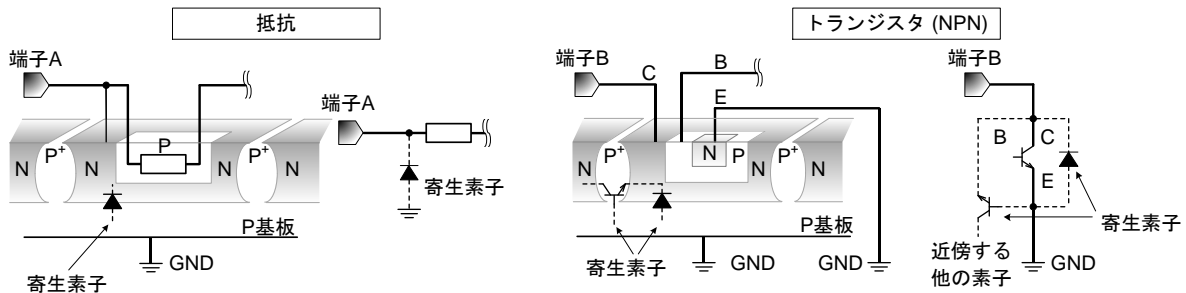 抵抗
トランジスタ (NPN)
端子A
端子A
P
N
P+
N
N
P+
N
寄生素子
P基板
寄生素子
GND
端子B
C
B
E
N
P+
N
N
P
P+
N
P基板
寄生素子
GND
GND
端子B
B
C
E
寄生素子
近傍する
他の素子
GND